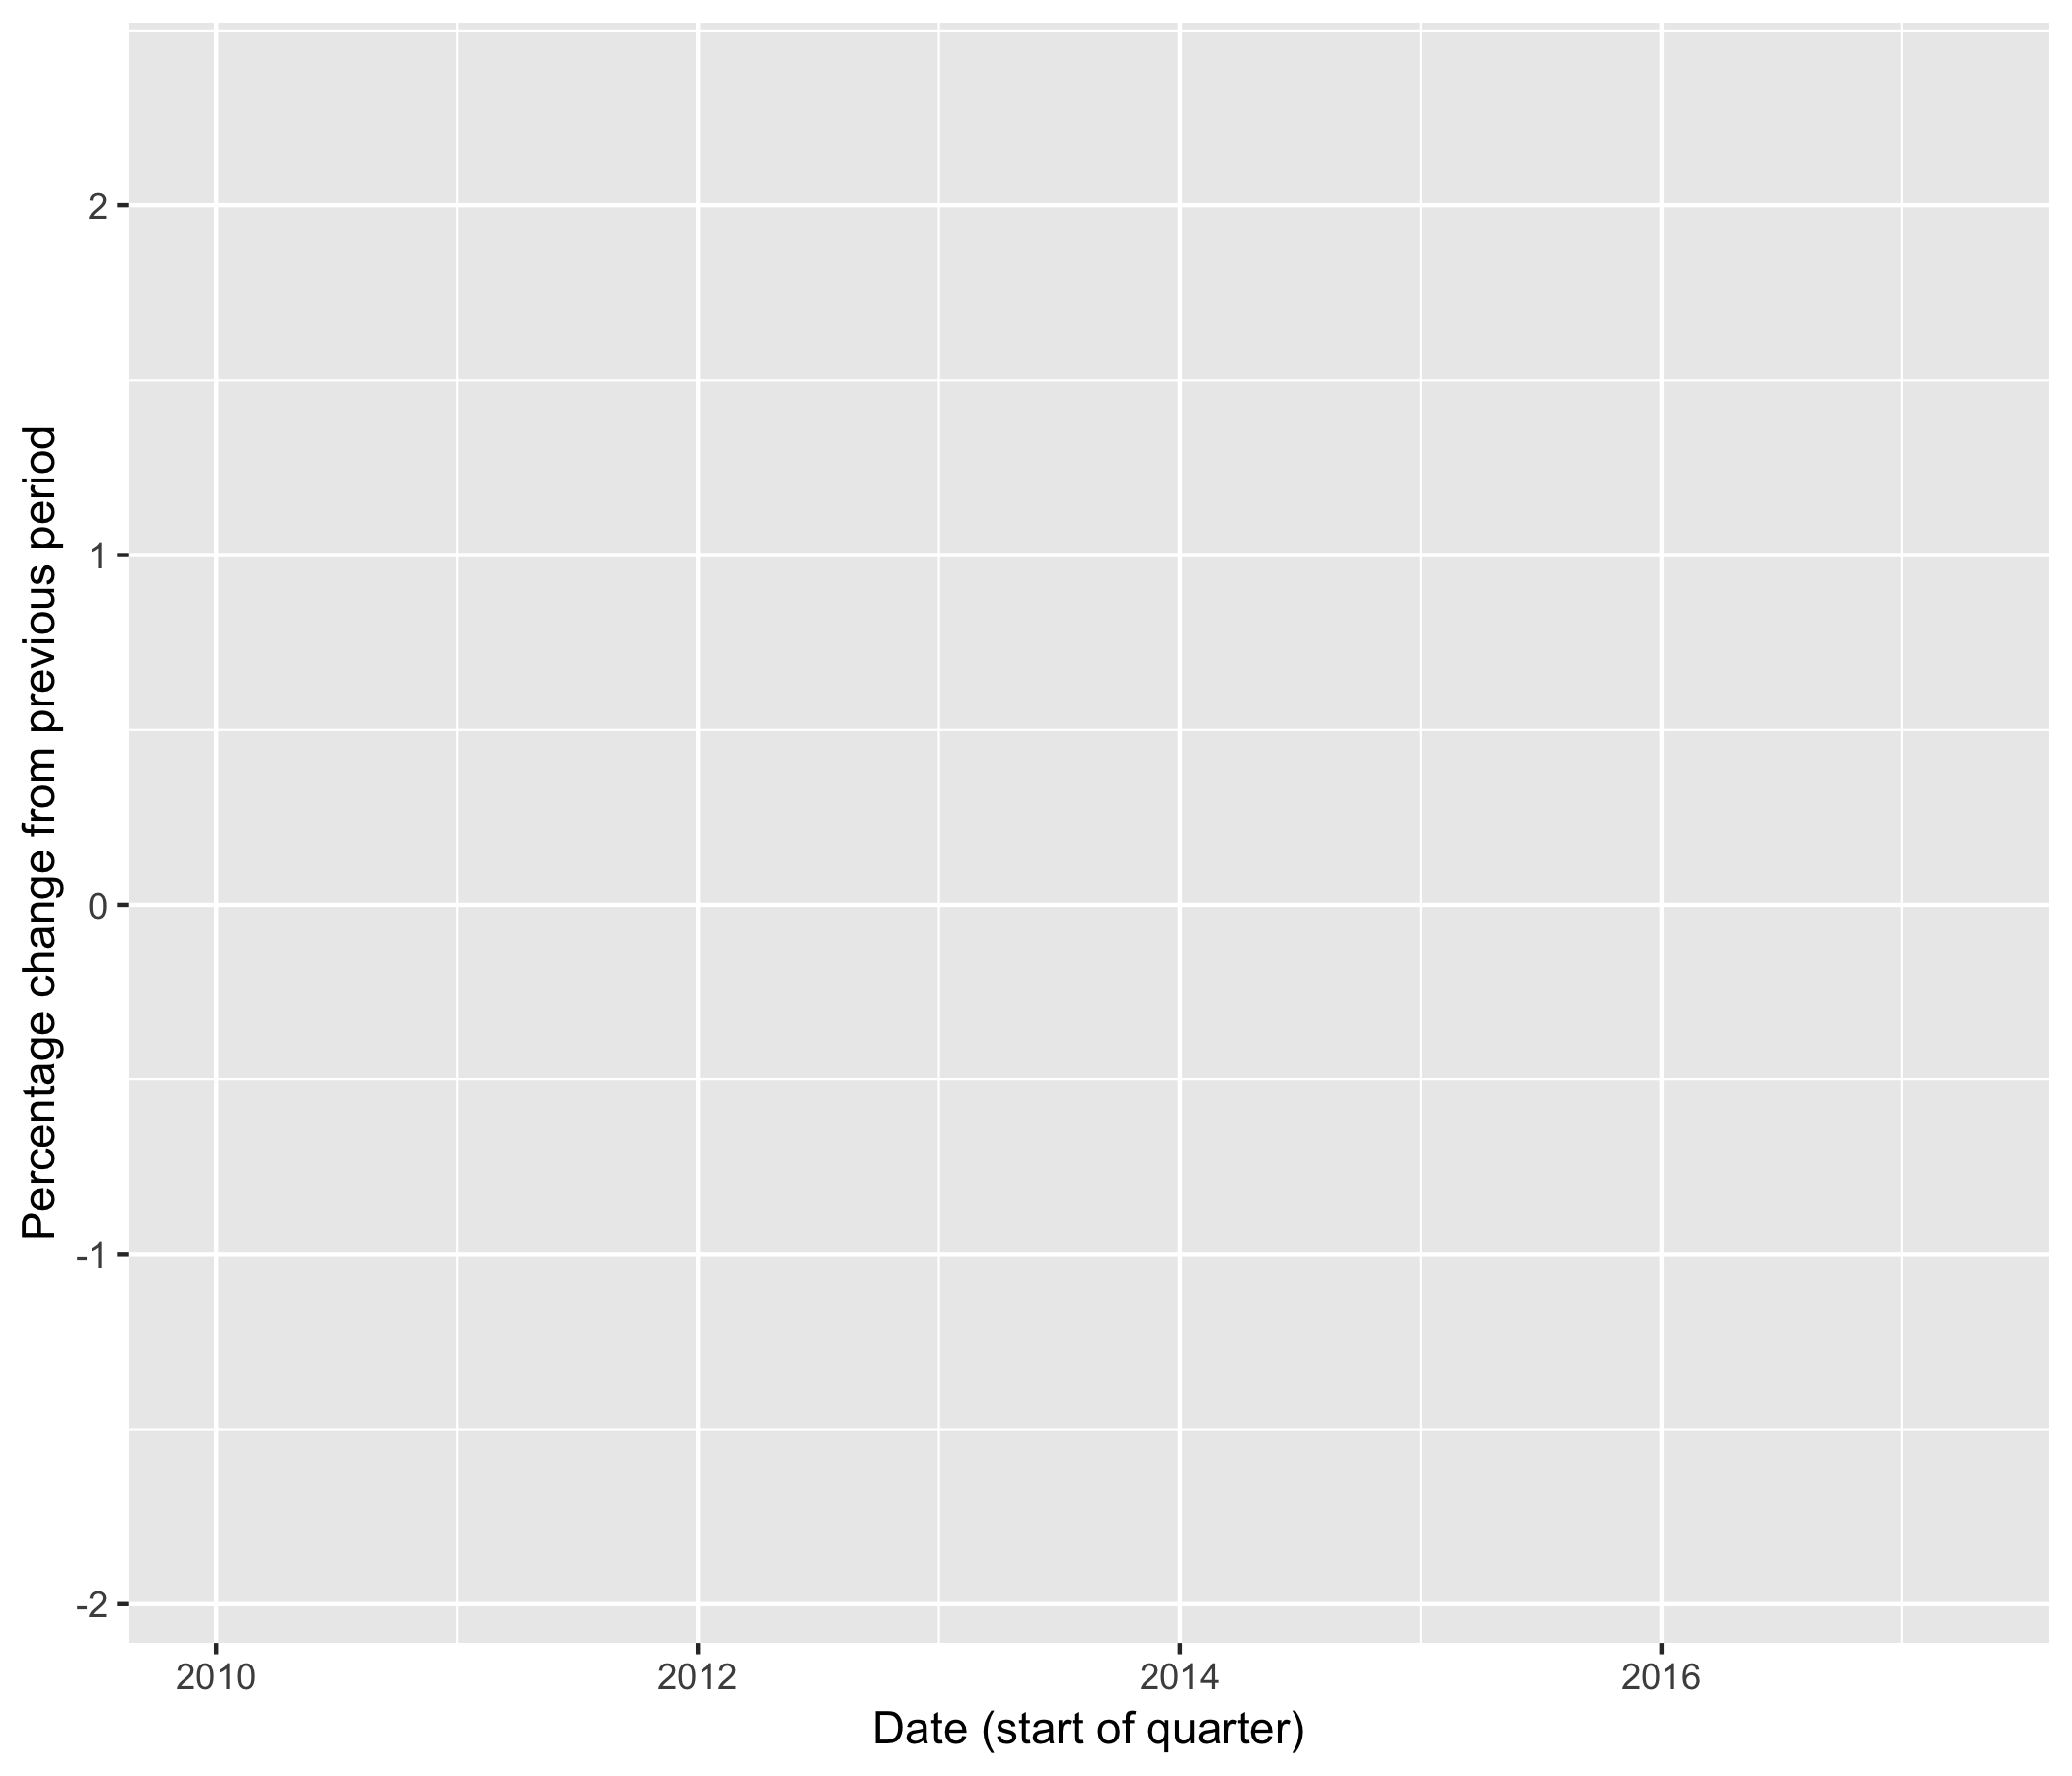 Percentage change from previous period
2
1
0
-1
-2
2010 2012 2014 2016
Date (start of quarter)